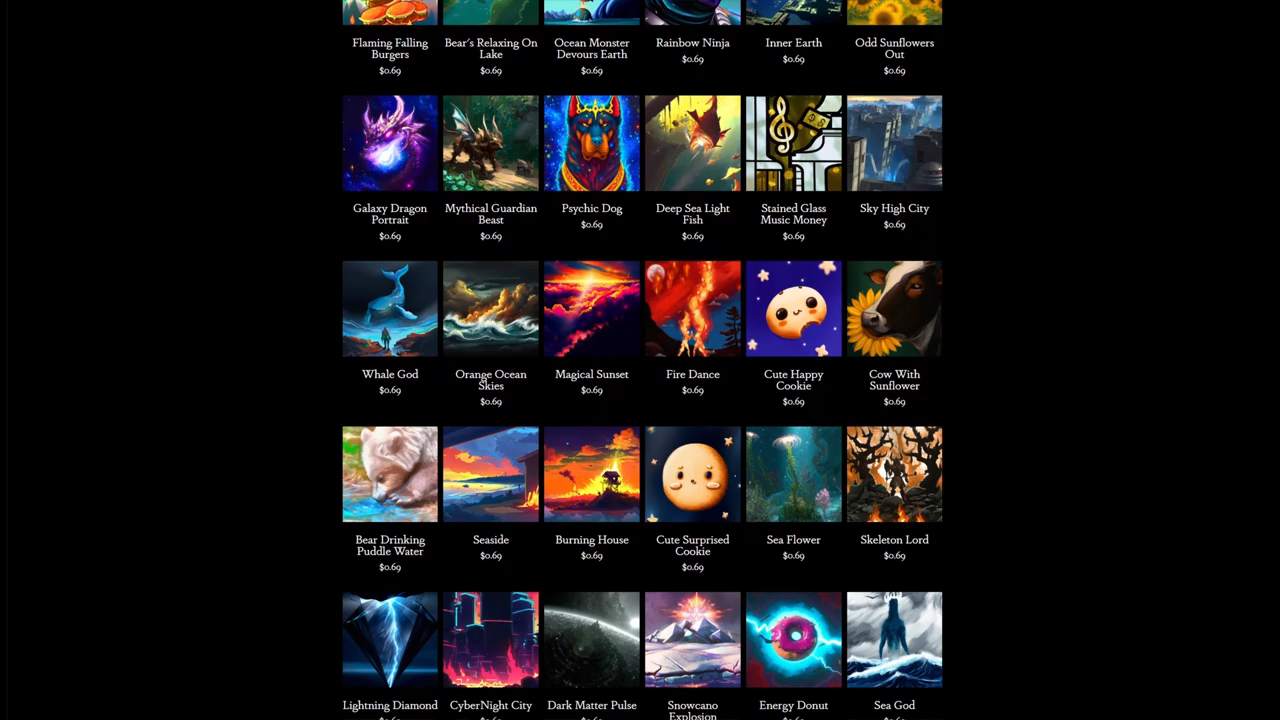 Flaming Falling
Burgers
$0.69
Bear's Relaxing On
Lake
$0.69
Ocean Monster
Devours Earth
$0.69
Rainbow Ninja
$0.69
Inner Earth
$0.69
Odd Sunflowers
Out
$0.69
Galaxy Dragon
Portrait
$0.69
Mythical Guardian
Beast
$0.69
Psychic Dog
$0.69
Deep Sea Light
Fish
$0.69
Stained Glass
Music Money
$0.69
Sky High City
$0.69
Whale God
$0.69
Orange Ocean
Skies
$0.69
Magical Sunset
$0.69
Fire Dance
$0.69
Cute Happy
Cookie
$0.69
Cow With
Sunflower
$0.69
Bear Drinking
Puddle Water
$0.69
Seaside
$0.69
Burning House
$0.69
Cute Surprised
Cookie
$0.69
Sea Flower
$0.69
Skeleton Lord
$0.69
Lightning Diamond
CyberNight City
Dark Matter Pulse
Snowcano
Explosion
Energy Donut
Sea God